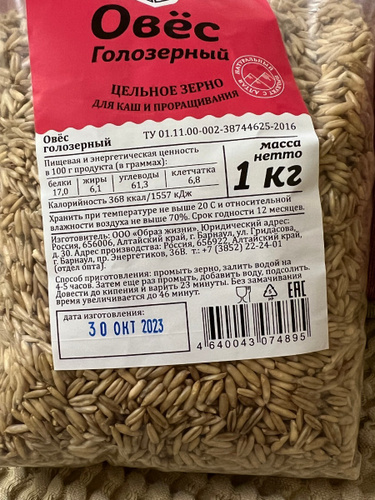 Овёс
Голозерный
НАТУРАЛЬНЫЙ ПРОДУКТ С АЛТАЯ
ЦЕЛЬНОЕ ЗЕРНО
ДЛЯ КАШ И ПРОРАЩИВАНИЯ
Овёс
голозерный
ТУ 01.11.00-002-38744625-2016
Пищевая и энергетическая ценность
в 100 г продукта (в граммах):
белки жиры углеводы клетчатка
17,0 6,1 61,3 6,8
Калорийность 368 ккал/1557 кДж
масса
нетто
1 кг
Хранить при температуре не выше 20 С и относительной
влажности воздуха не выше 70%. Срок годности 12 месяцев.
Изготовитель: ООО «Образ жизни». Юридический адрес:
Россия, 656006, Алтайский край, г. Барнаул, ул. Гридасова,
д. 30. Адрес производства: Россия, 656922, Алтайский край,
г. Барнаул, пр. Энергетиков, 36В. т.: +7 (3852) 22-24-01
(отдел опта).
Способ приготовления: промыть зерно, залить водой на
4-5 часов. Затем еще раз промыть, добавить воду, подсолить.
Довести до кипения и варить 23 минуты. Без замачивания
время увеличивается до 46 минут.
дата изготовления:
30 ОКТ 2023
EAC
4 640043 074895